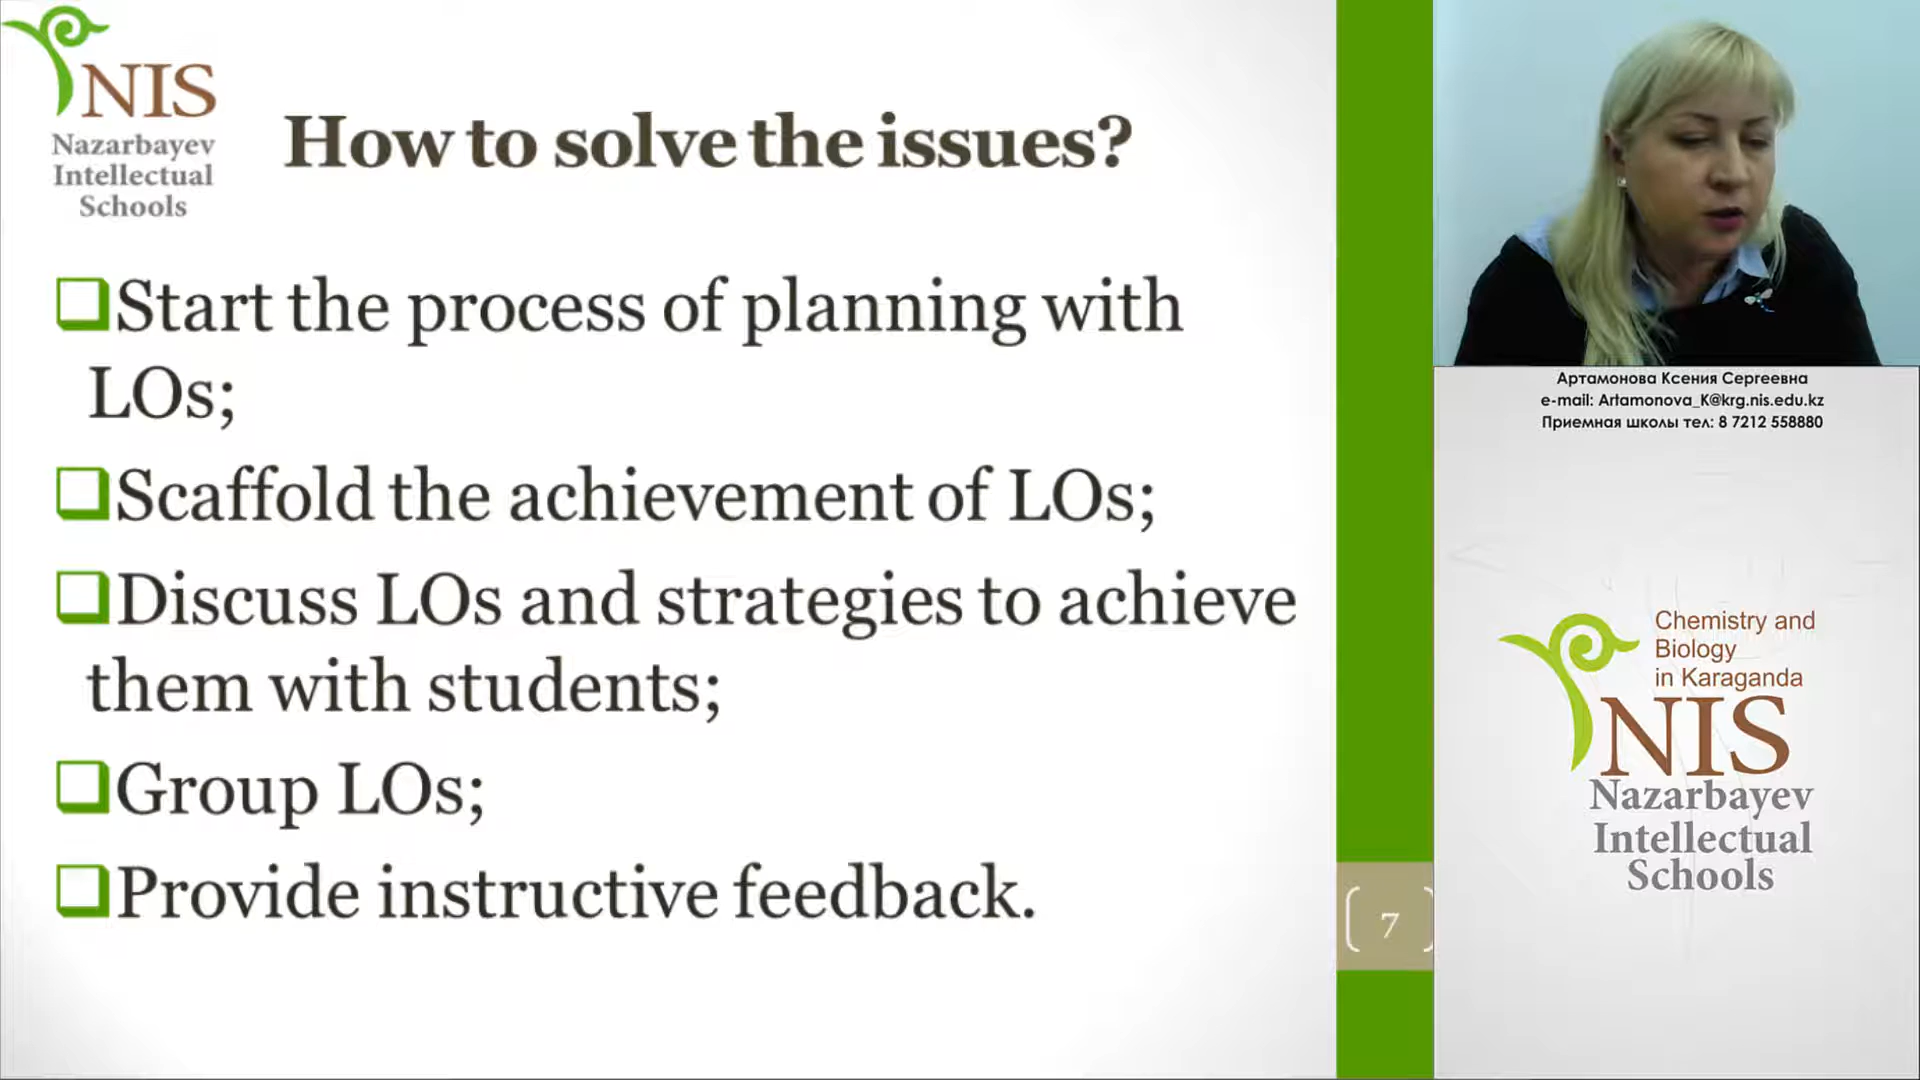 NIS
Nazarbayev
Intellectual
Schools
How to solve the issues?
Start the process of planning with
LOs;
Scaffold the achievement of LOs;
Discuss LOs and strategies to achieve
them with students;
Group LOs;
Provide instructive feedback.
7
Артамонова Ксения Сергеевна
e-mail: Artamonova_K@krg.nis.edu.kz
Приемная школы тел: 8 7212 558880
Chemistry and
Biology
in Karaganda
NIS
Nazarbayev
Intellectual
Schools